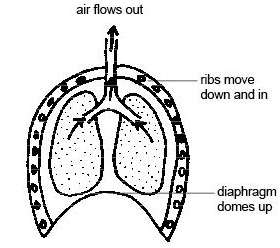 air flows out
ribs move
down and in
diaphragm
domes up